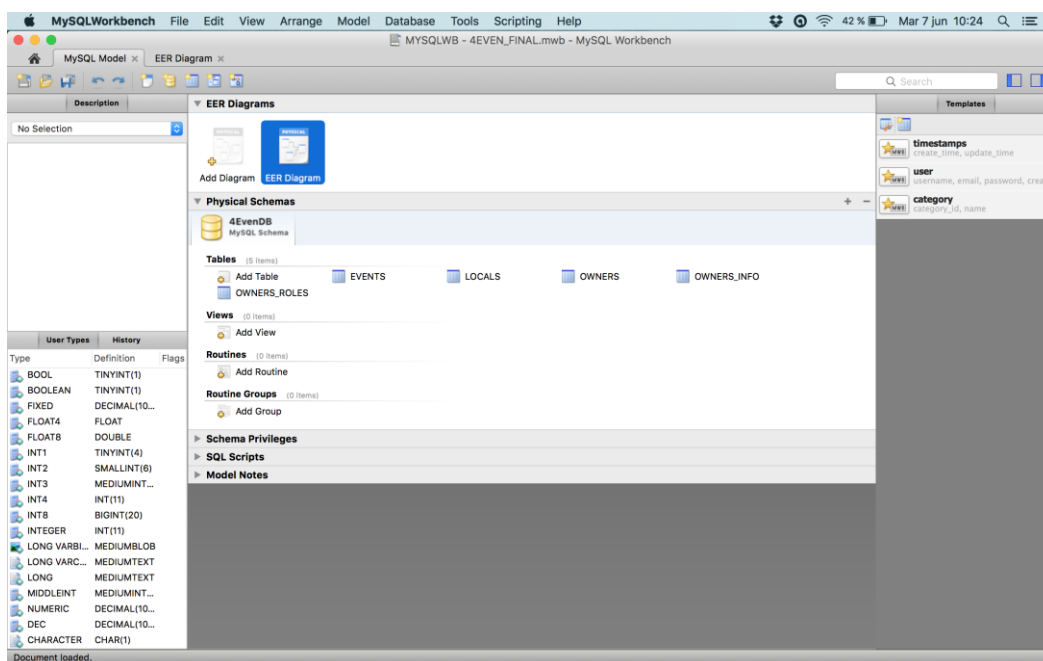 MySQLWorkbench File Edit View Arrange Model Database Tools Scripting Help 42 % Mar 7 jun 10:24
MYSQLWB - 4EVEN_FINAL.mwb - MySQL Workbench
MySQL Model × EER Diagram ×
Search
Description
No Selection
EER Diagrams
Add Diagram
EER Diagram
Physical Schemas + −
4EvenDB
MySQL Schema
Tables (5 items)
Add Table EVENTS LOCALS OWNERS OWNERS_INFO
OWNERS_ROLES
Views (0 items)
Add View
Routines (0 items)
Add Routine
Routine Groups (0 items)
Add Group
Schema Privileges
SQL Scripts
Model Notes
Templates
timestamps
create_time, update_time
user
username, email, password, crea
category
category_id, name
User Types History
Type Definition Flags
BOOL TINYINT(1)
BOOLEAN TINYINT(1)
FIXED DECIMAL(10...
FLOAT4 FLOAT
FLOAT8 DOUBLE
INT1 TINYINT(4)
INT2 SMALLINT(6)
INT3 MEDIUMINT...
INT4 INT(11)
INT8 BIGINT(20)
INTEGER INT(11)
LONG VARBI... MEDIUMBLOB
LONG VARC... MEDIUMTEXT
LONG MEDIUMTEXT
MIDDLEINT MEDIUMINT...
NUMERIC DECIMAL(10...
DEC DECIMAL(10...
CHARACTER CHAR(1)
Document loaded.